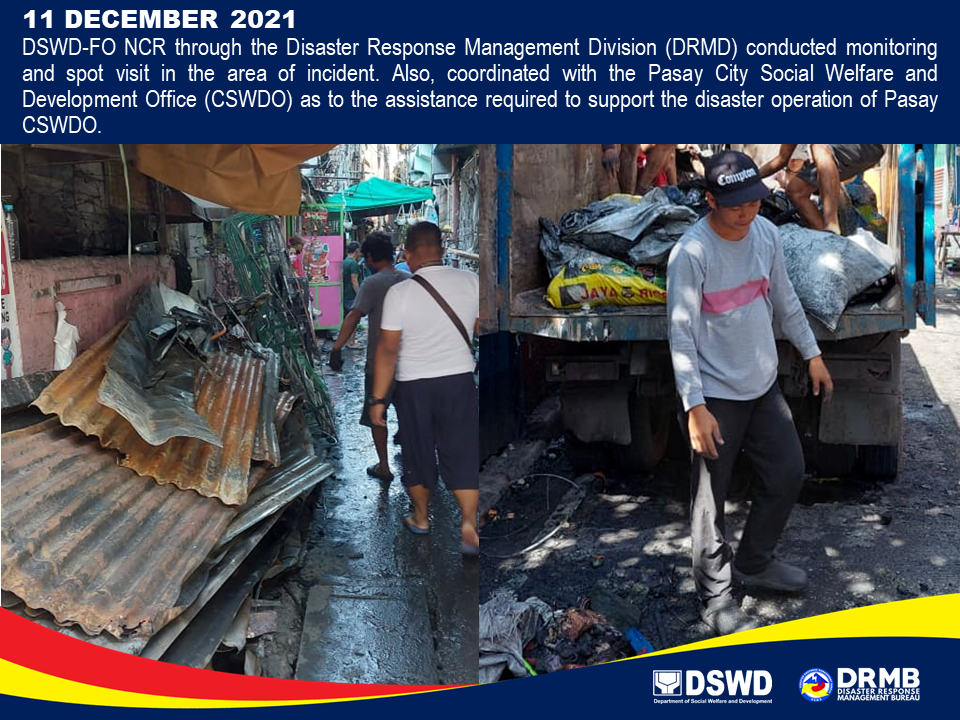 11 DECEMBER 2021
DSWD-FO NCR through the Disaster Response Management Division (DRMD) conducted monitoring
and spot visit in the area of incident. Also, coordinated with the Pasay City Social Welfare and
Development Office (CSWDO) as to the assistance required to support the disaster operation of Pasay
CSWDO.
Compton
JAYA RICE
DSWD
Department of Social Welfare and Development
DRMB
DISASTER RESPONSE
MANAGEMENT BUREAU